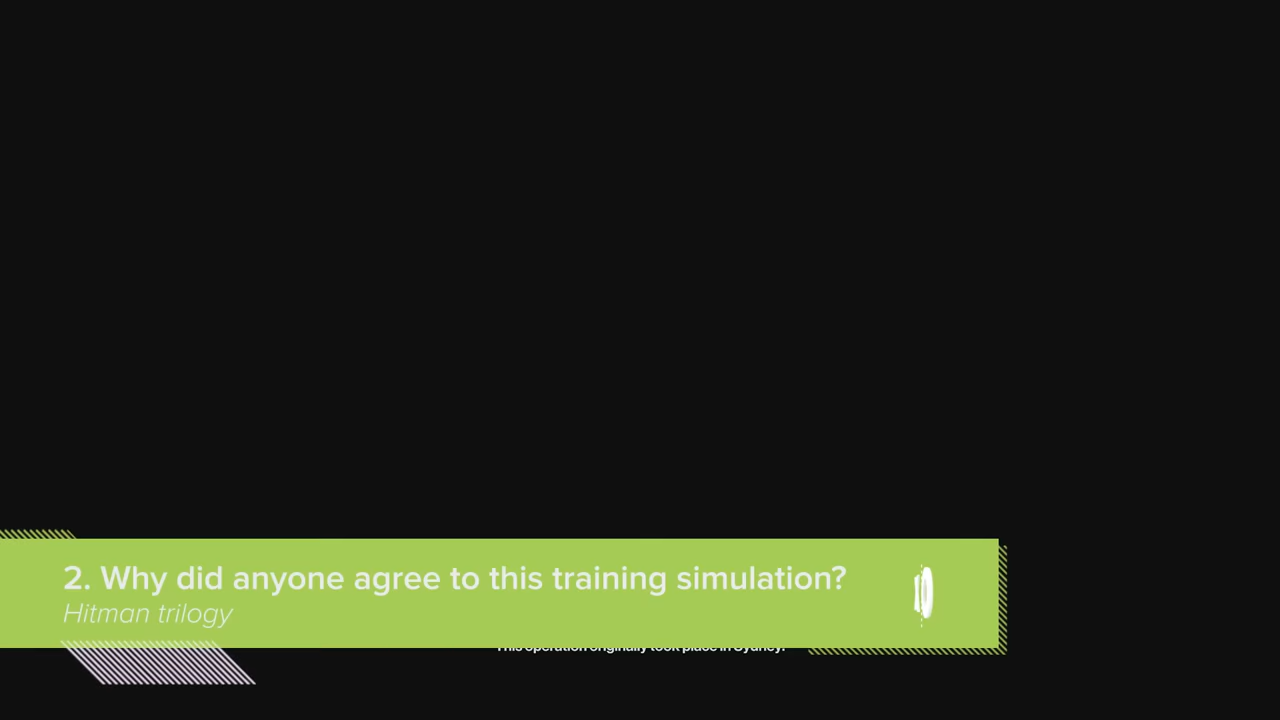 2. Why did anyone agree to this training simulation?
Hitman trilogy
This operation originally took place in Sydney.